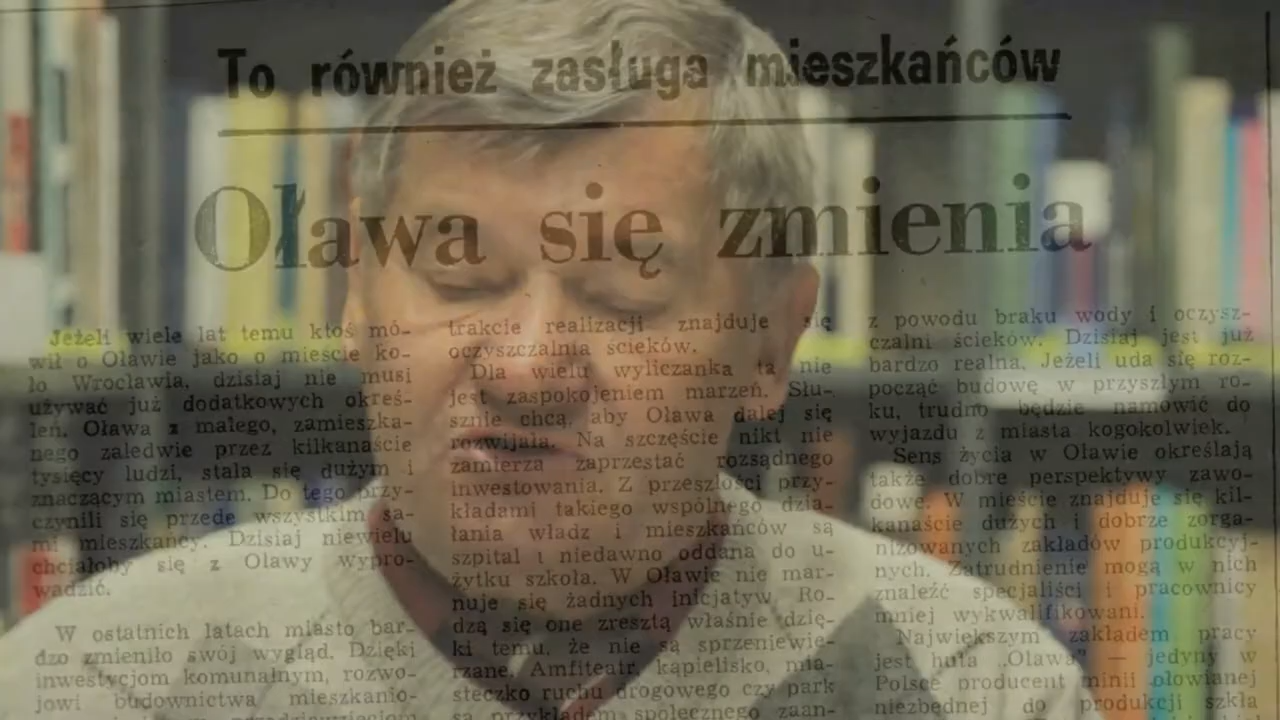 To również zasługa mieszkańców
Oława się zmienia
Jeżeli wiele lat temu ktoś mó-
wił o Oławie jako o mieście ko-
ło Wrocławia, dzisiaj nie musi
używać już dodatkowych okreś-
leń. Oława z małego, zamieszka-
nego zaledwie przez kilkanaście
tysięcy ludzi, stała się dużym i
znaczącym miastem. Do tego przy-
czynili się przede wszystkim sa-
mi mieszkańcy. Dzisiaj niewielu
chciałoby się z Oławy wypro-
wadzić.
W ostatnich latach miasto bar-
dzo zmieniło swój wygląd. Dzięki
inwestycjom komunalnym, rozwo-
jowi budownictwa mieszkanio-
trakcie realizacji znajduje się
oczyszczalnia ścieków.
Dla wielu wyliczanka ta nie
jest zaspokojeniem marzeń. Słu-
sznie chcą, aby Oława dalej się
rozwijała. Na szczęście nikt nie
zamierza zaprzestać rozsądnego
inwestowania. Z przeszłości przy-
kładami takiego wspólnego dzia-
łania władz i mieszkańców są
szpital i niedawno oddana do u-
żytku szkoła. W Oławie nie mar-
nuje się żadnych inicjatyw. Ro-
dzą się one zresztą właśnie dzię-
ki temu, że nie są sprzeniewie-
rzane. Amfiteatr, kąpielisko, mia-
steczko ruchu drogowego czy park
są przykładem społecznego zaan-
z powodu braku wody i oczysz-
czalni ścieków. Dzisiaj jest już
bardzo realna. Jeżeli uda się roz-
począć budowę w przyszłym ro-
ku, trudno będzie namówić do
wyjazdu z miasta kogokolwiek.
Sens życia w Oławie określają
także dobre perspektywy zawo-
dowe. W mieście znajduje się kil-
kanaście dużych i dobrze zorga-
nizowanych zakładów produkcyj-
nych. Zatrudnienie mogą w nich
znaleźć specjaliści i pracownicy
mniej wykwalifikowani.
Największym zakładem pracy
jest huta „Oława” — jedyny w
Polsce producent minii ołowianej
niezbędnej do produkcji szkła